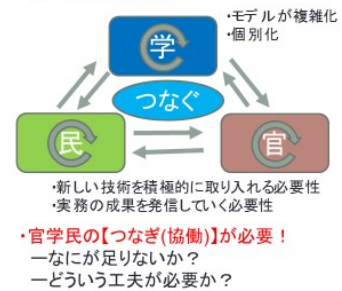 ・モデルが複雑化
・個別化
学
つなぐ
民
官
・新しい技術を積極的に取り入れる必要性
・実務の成果を発信していく必要性
・官学民の【つなぎ(協働)】が必要！
ーなにが足りないか？
ーどういう工夫が必要か？